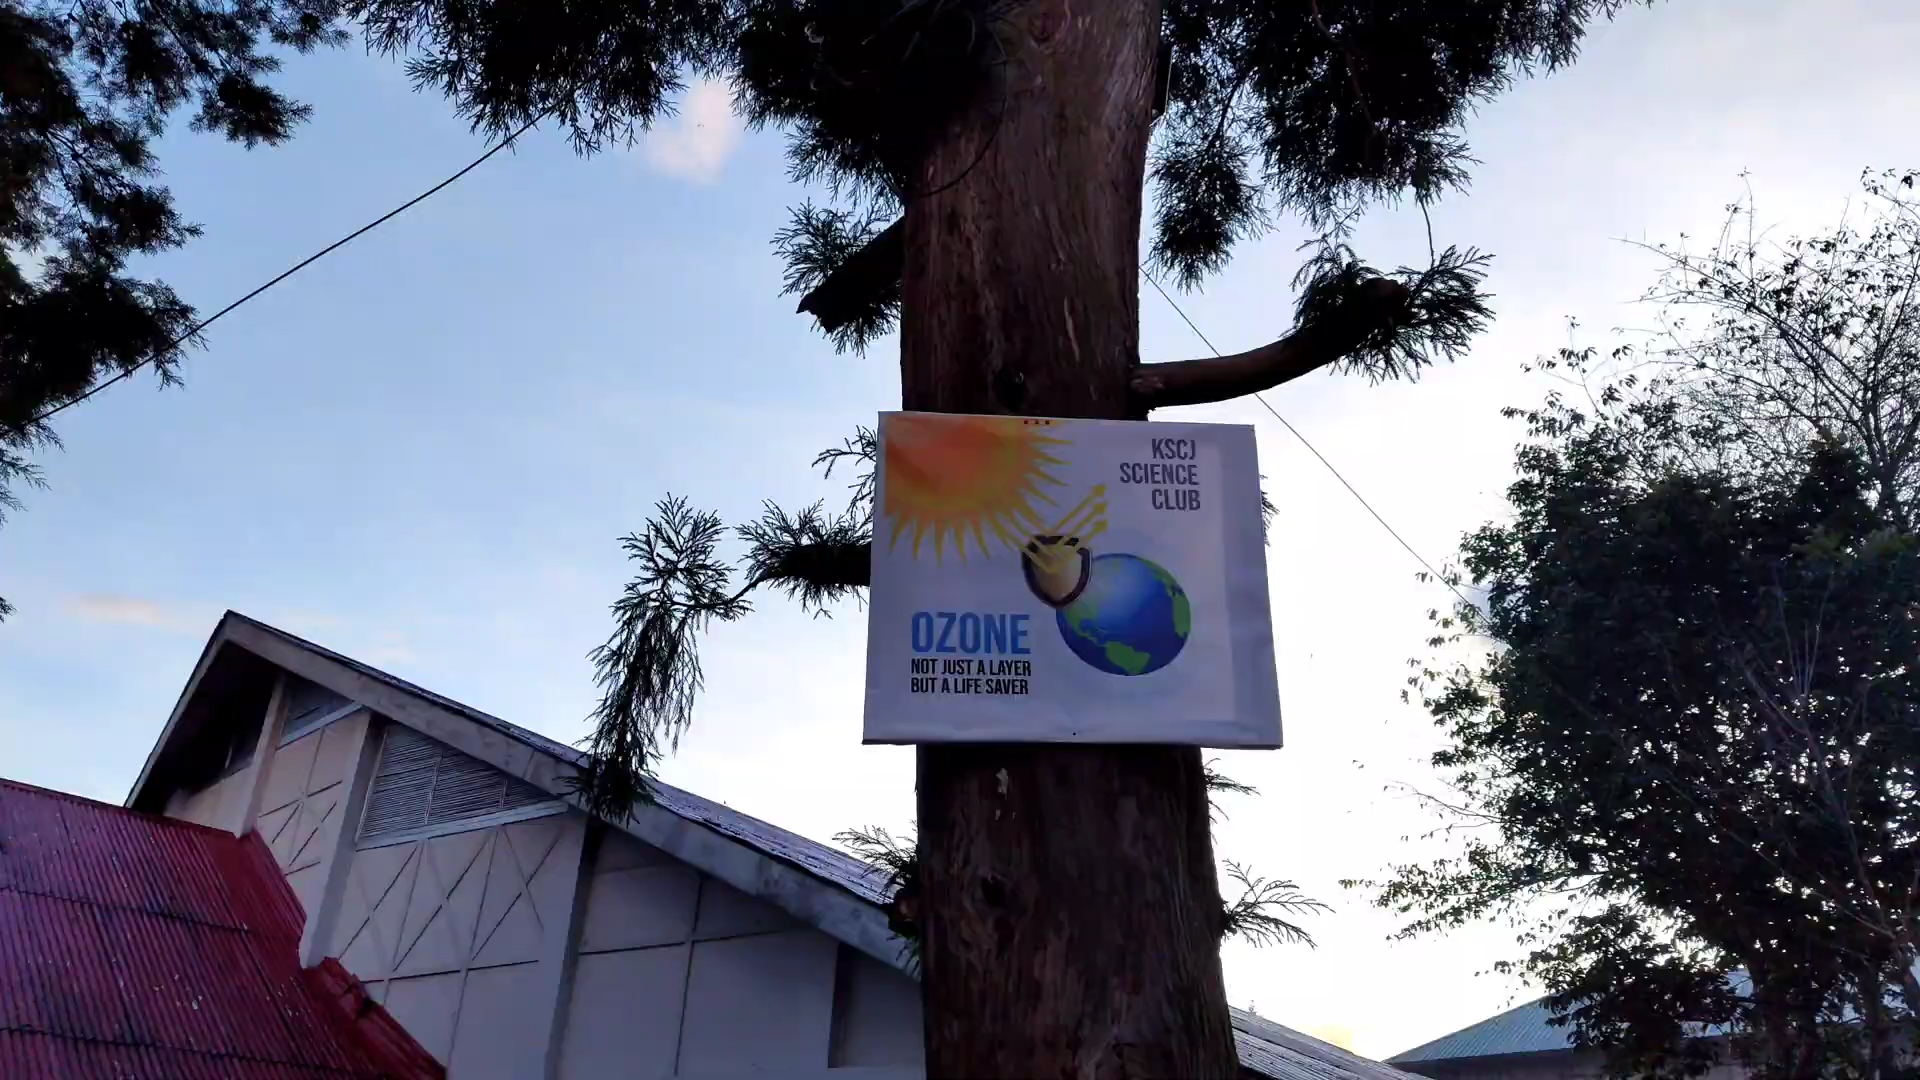 KSCJ
SCIENCE
CLUB
OZONE
NOT JUST A LAYER
BUT A LIFE SAVER